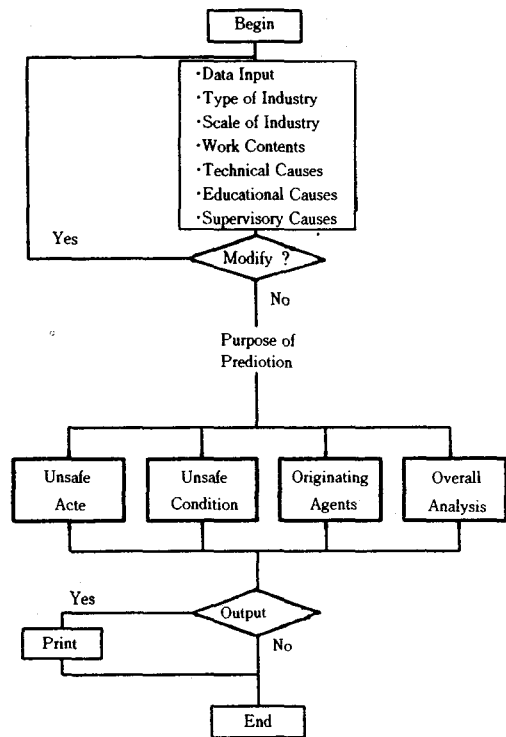 Begin
·Data Input
·Type of Industry
·Scale of Industry
·Work Contents
·Technical Causes
·Educational Causes
·Supervisory Causes
Yes
Modify ?
No
Purpose of
Prediotion
Unsafe
Acte
Unsafe
Condition
Originating
Agents
Overall
Analysis
Yes
Output
No
Print
End